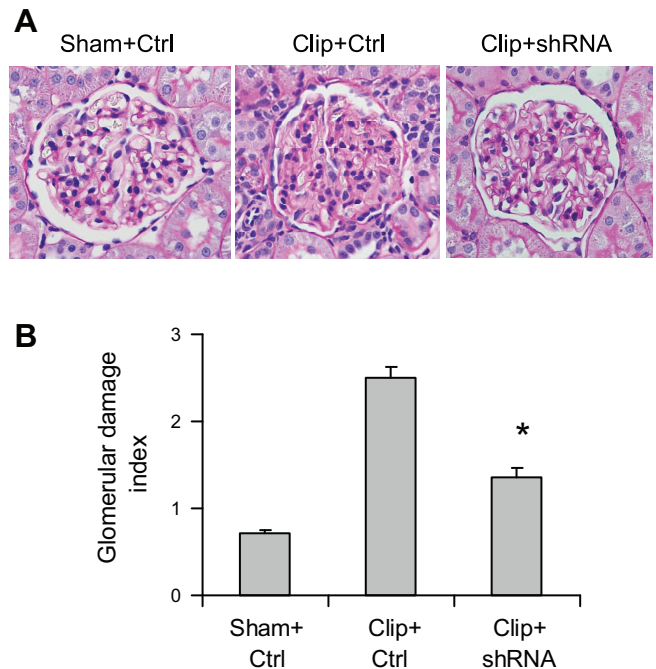 A
Sham+Ctrl Clip+Ctrl Clip+shRNA
B
Glomerular damage
index
3
2
1
0
*
Sham+
Ctrl
Clip+
Ctrl
Clip+
shRNA